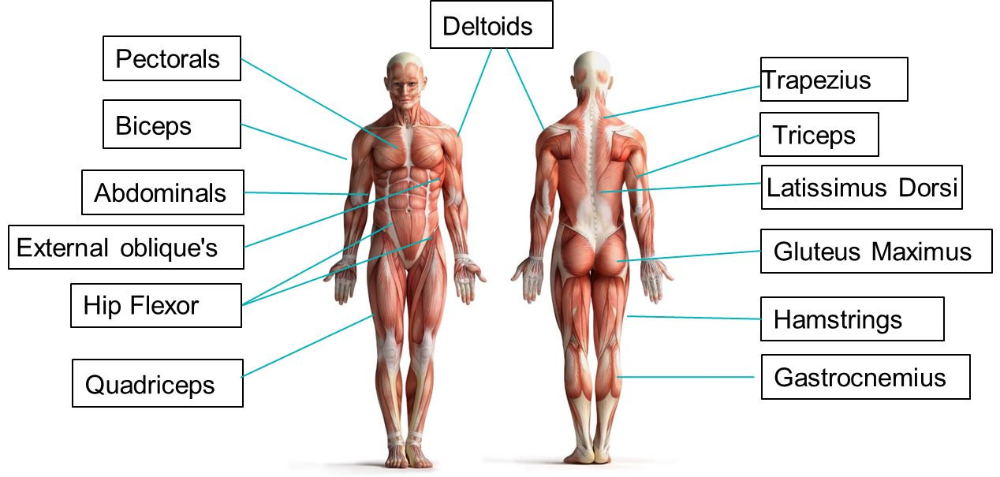 Deltoids
Pectorals
Biceps
Abdominals
External oblique's
Hip Flexor
Quadriceps
Trapezius
Triceps
Latissimus Dorsi
Gluteus Maximus
Hamstrings
Gastrocnemius